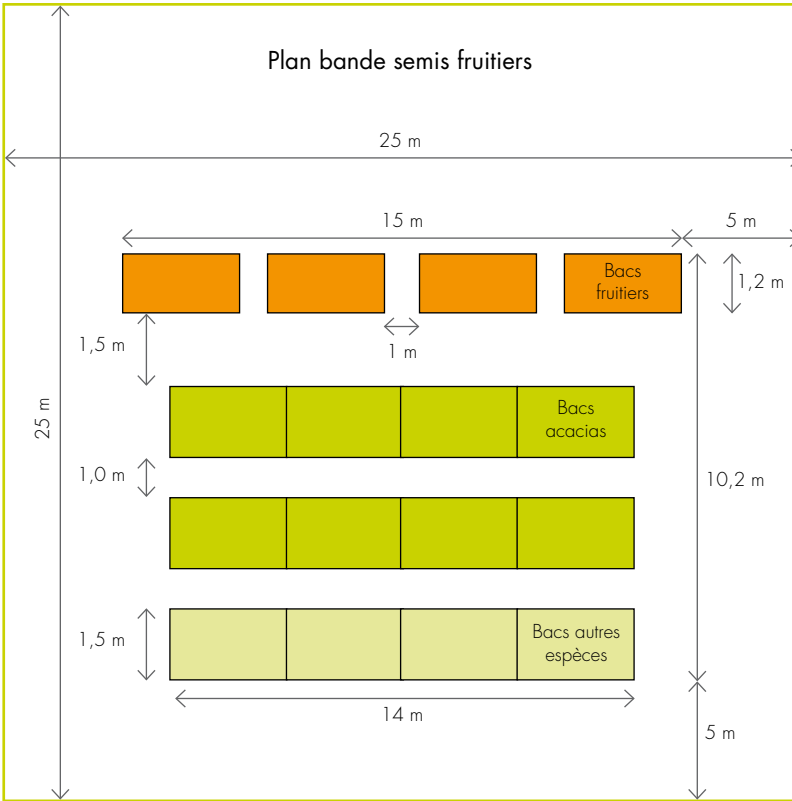 Plan bande semis fruitiers
25 m
15 m
5 m
Bacs
fruitiers
1,2 m
1,5 m
1 m
25 m
Bacs
acacias
1,0 m
10,2 m
1,5 m
Bacs autres
espèces
14 m
5 m